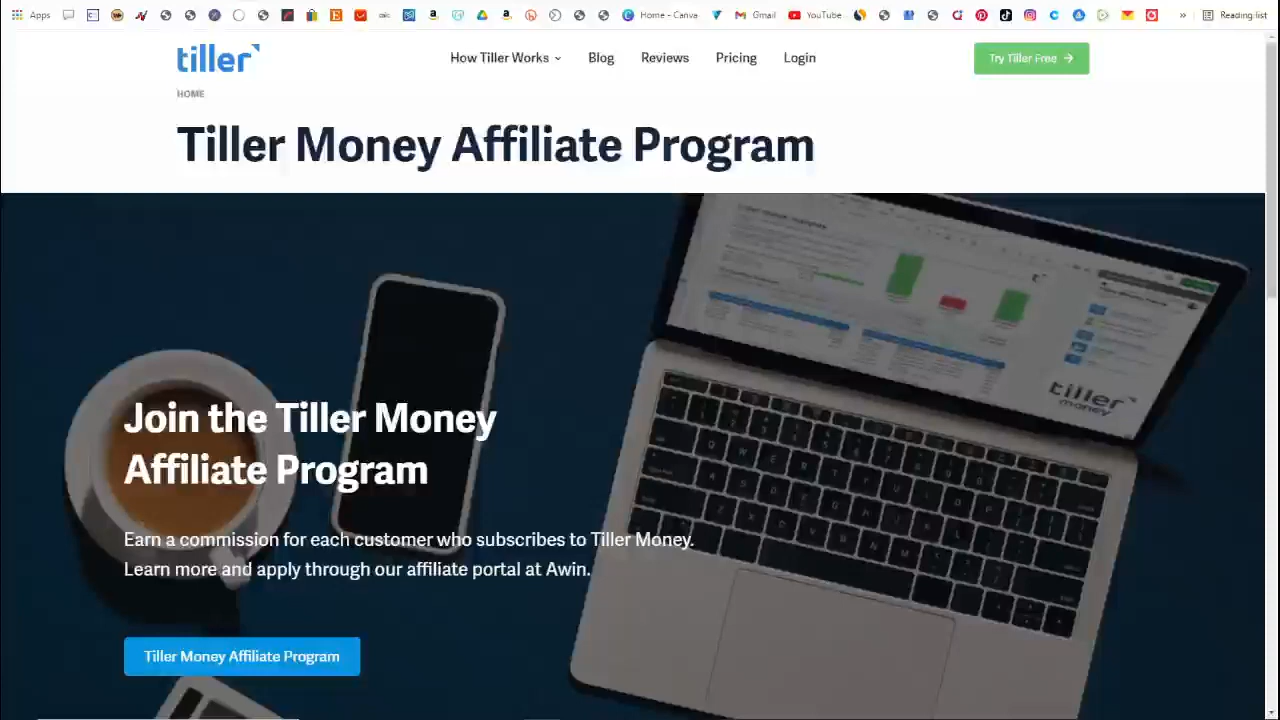 Apps
Home - Canva
Gmail
YouTube
»
Reading list
tiller
How Tiller Works
Blog
Reviews
Pricing
Login
Try Tiller Free →
HOME
Tiller Money Affiliate Program
tiller
money
Join the Tiller Money
Affiliate Program
Earn a commission for each customer who subscribes to Tiller Money.
Learn more and apply through our affiliate portal at Awin.
Tiller Money Affiliate Program